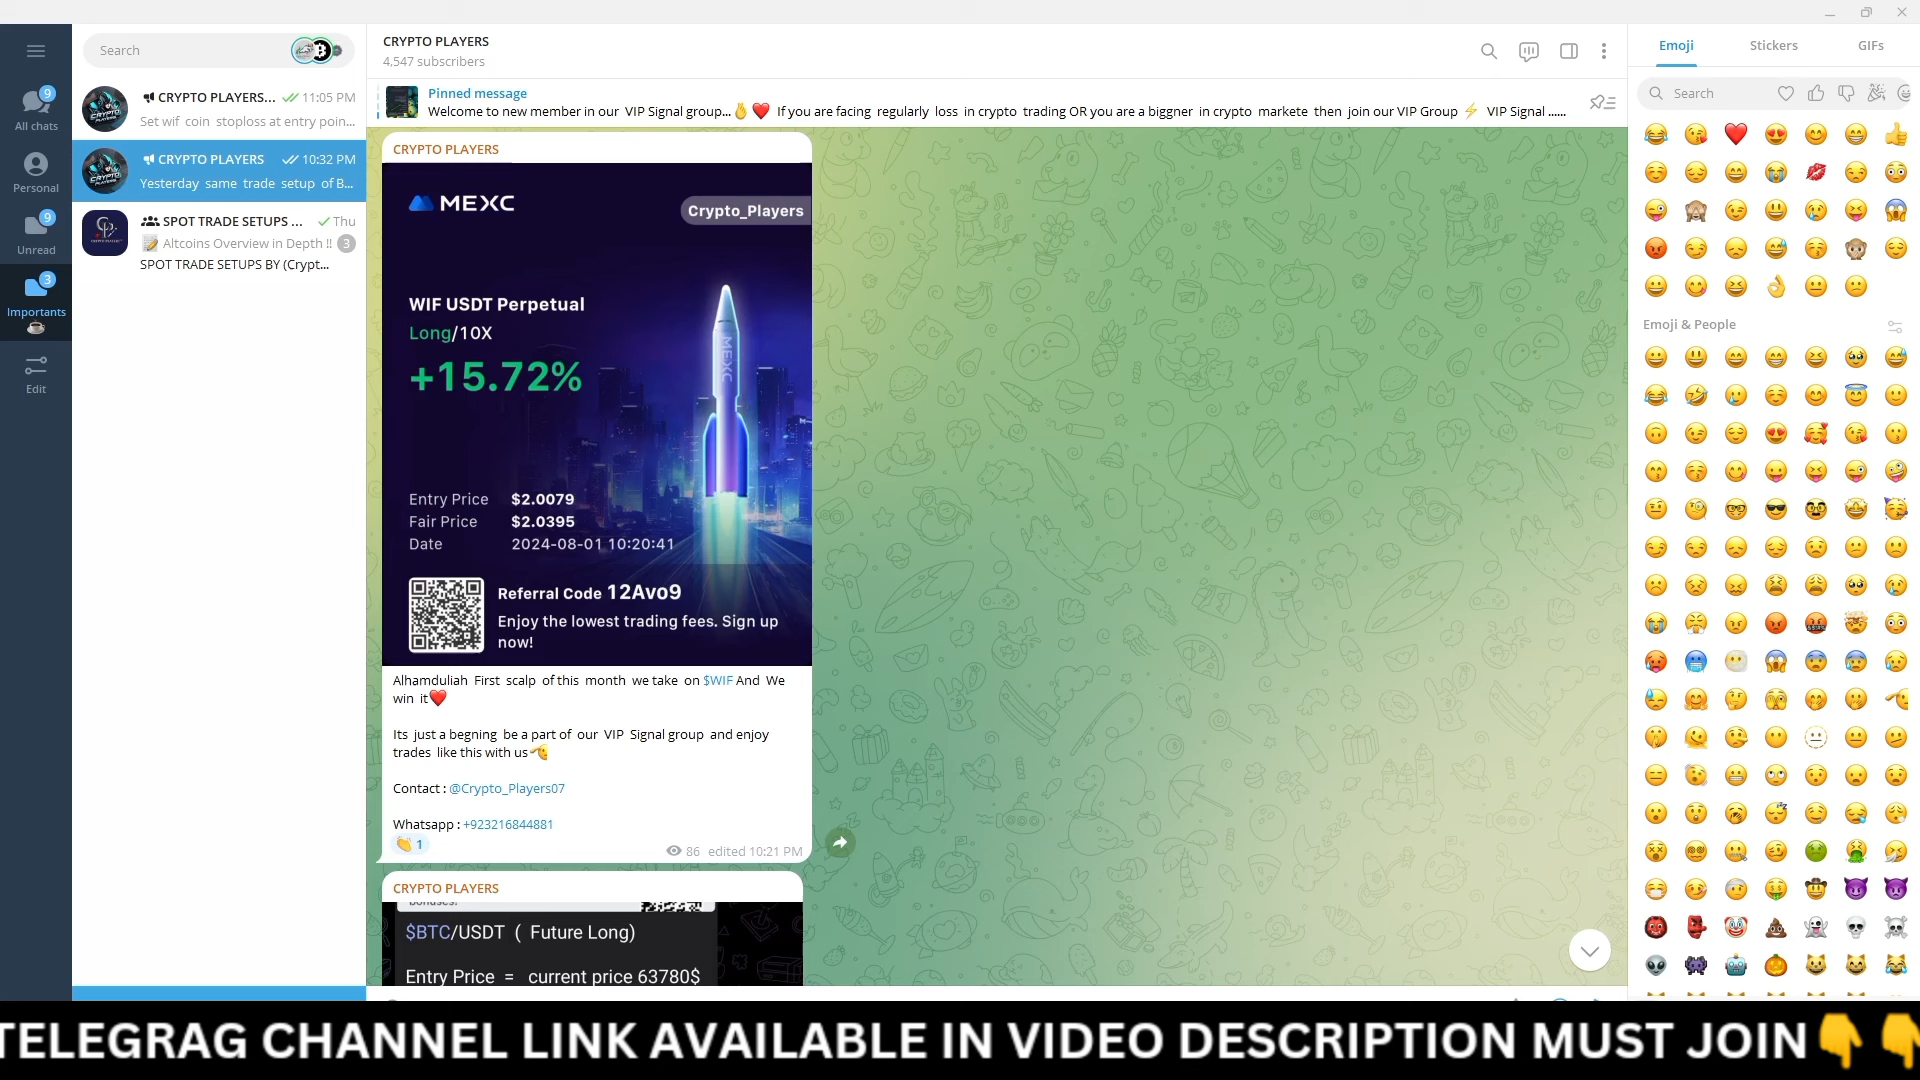 Search
All chats
9
Personal
Unread
9
Importants
3
Edit
CRYPTO PLAYERS... 11:05 PM
Set wif coin stoploss at entry poin...
CRYPTO PLAYERS 10:32 PM
Yesterday same trade setup of B...
SPOT TRADE SETUPS ... Thu
📝 Altcoins Overview in Depth !! 3
SPOT TRADE SETUPS BY (Crypt...
CRYPTO PLAYERS
4,547 subscribers
Pinned message
Welcome to new member in our VIP Signal group...✌️❤️ If you are facing regularly loss in crypto trading OR you are a biggner in crypto markete then join our VIP Group ⚡ VIP Signal ......
CRYPTO PLAYERS
MEXC
Crypto_Players
WIF USDT Perpetual
Long/10X
+15.72%
MEXC
Entry Price $2.0079
Fair Price $2.0395
Date 2024-08-01 10:20:41
Referral Code 12Avo9
Enjoy the lowest trading fees. Sign up
now!
Alhamduliah First scalp of this month we take on $WIF And We
win it❤️
Its just a begning be a part of our VIP Signal group and enjoy
trades like this with us🫡
Contact : @Crypto_Players07
Whatsapp : +923216844881
👏 1
86 edited 10:21 PM
CRYPTO PLAYERS
$BTC/USDT ( Future Long)
Entry Price = current price 63780$
Emoji Stickers GIFs
Search
Emoji & People
TELEGRAG CHANNEL LINK AVAILABLE IN VIDEO DESCRIPTION MUST JOIN👇👇